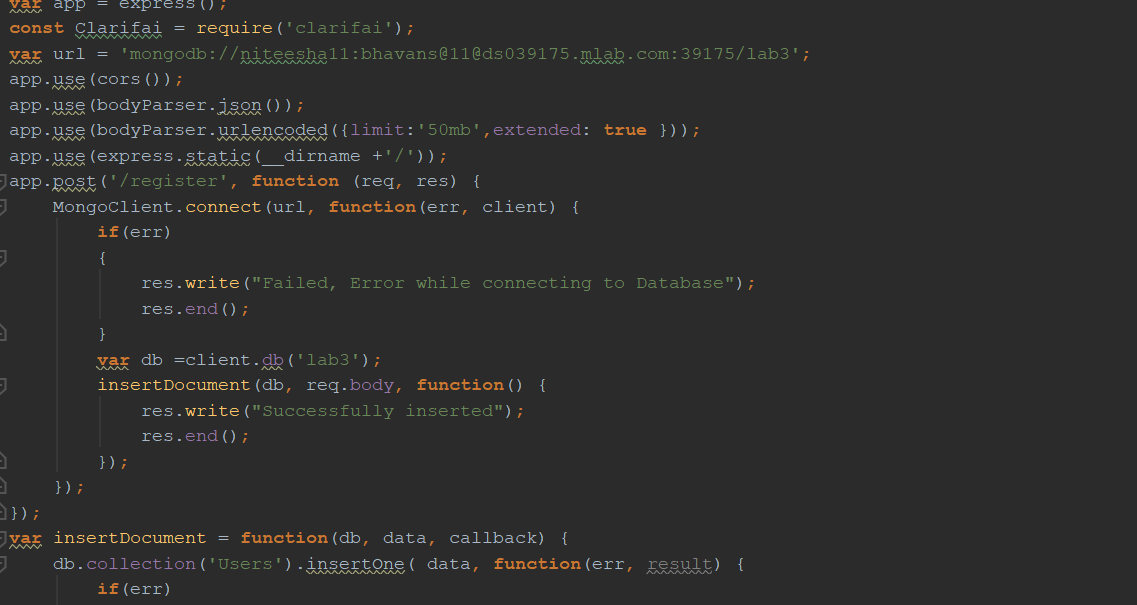 var app = express();
const Clarifai = require('clarifai');
var url = 'mongodb://niteesha11:bhavans@11@ds039175.mlab.com:39175/lab3';
app.use(cors());
app.use(bodyParser.json());
app.use(bodyParser.urlencoded({limit:'50mb',extended: true }));
app.use(express.static(__dirname +'/'));
app.post('/register', function (req, res) {
    MongoClient.connect(url, function(err, client) {
        if(err)
        {
            res.write("Failed, Error while connecting to Database");
            res.end();
        }
        var db =client.db('lab3');
        insertDocument(db, req.body, function() {
            res.write("Successfully inserted");
            res.end();
        });
    });
});
var insertDocument = function(db, data, callback) {
    db.collection('Users').insertOne( data, function(err, result) {
        if(err)